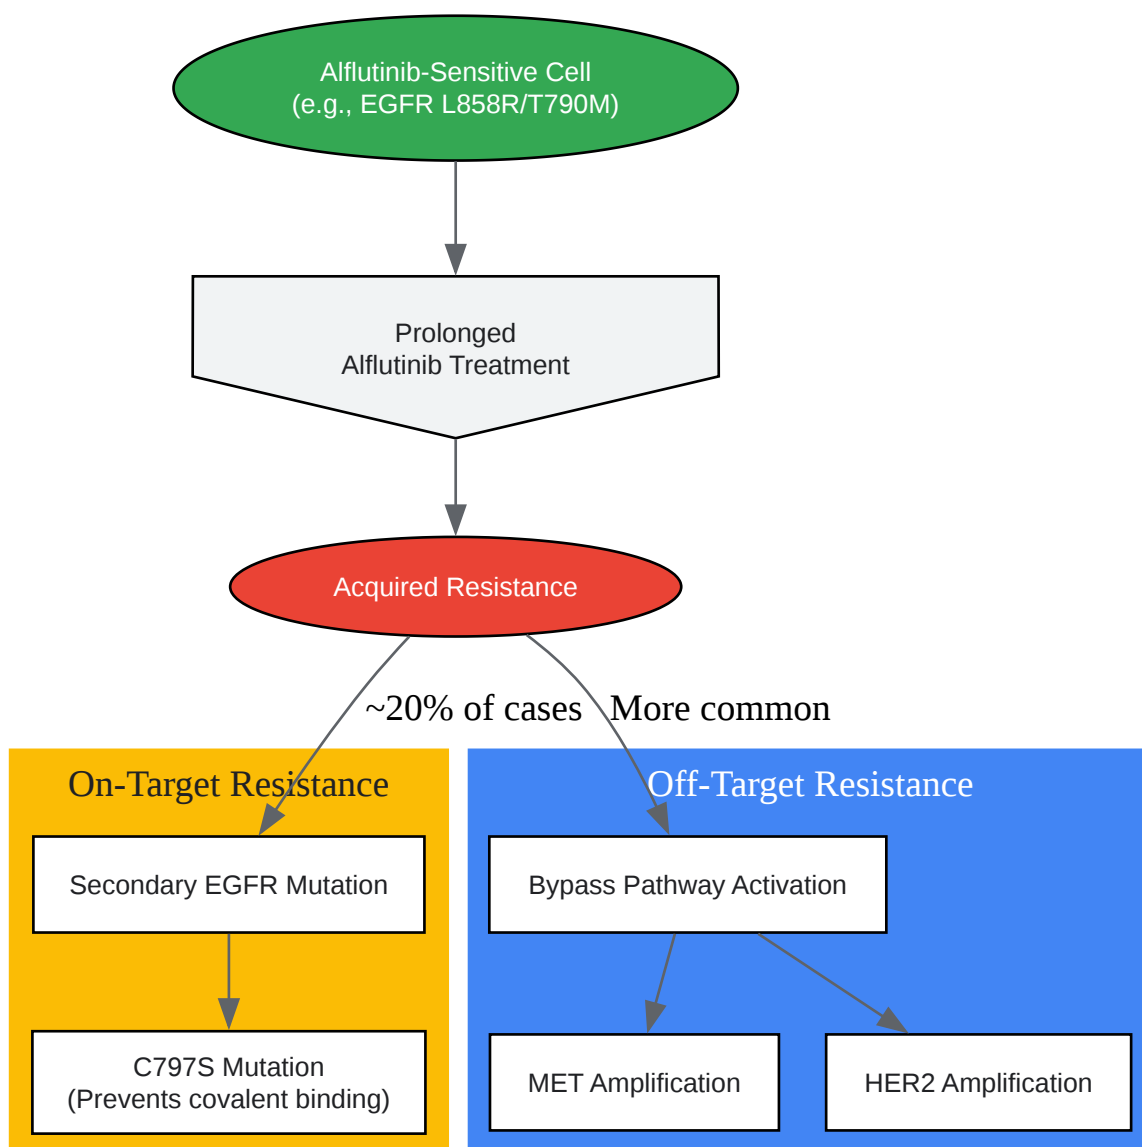 Alflutinib-Sensitive Cell
(e.g., EGFR L858R/T790M)
Prolonged
Alflutinib Treatment
Acquired Resistance
~20% of cases
More common
On-Target Resistance
Off-Target Resistance
Secondary EGFR Mutation
Bypass Pathway Activation
C797S Mutation
(Prevents covalent binding)
MET Amplification
HER2 Amplification